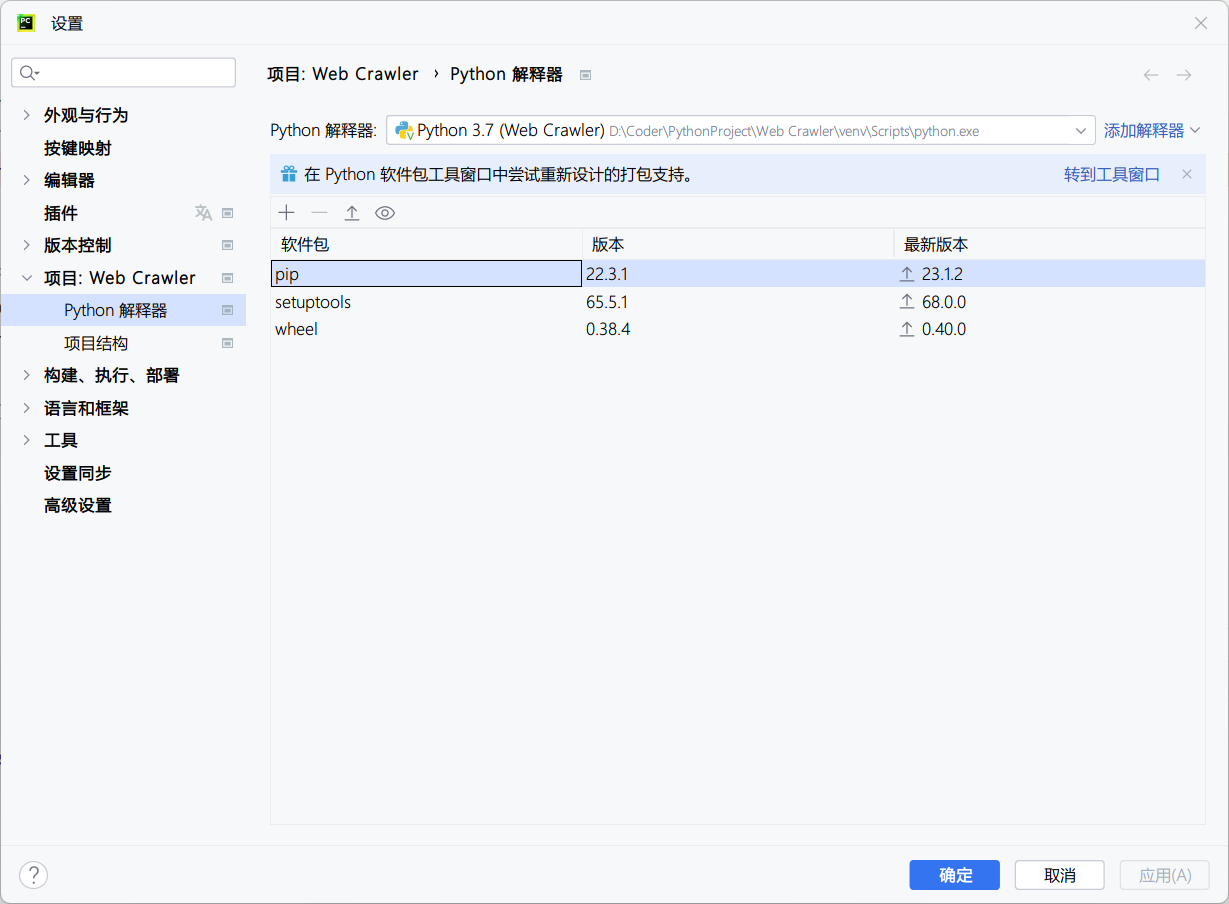 设置
项目: Web Crawler › Python 解释器
外观与行为
按键映射
编辑器
插件
版本控制
项目: Web Crawler
Python 解释器
项目结构
构建、执行、部署
语言和框架
工具
设置同步
高级设置
Python 解释器: Python 3.7 (Web Crawler) D:\Coder\PythonProject\Web Crawler\venv\Scripts\python.exe 添加解释器
在 Python 软件包工具窗口中尝试重新设计的打包支持。 转到工具窗口
软件包 版本 最新版本
pip 22.3.1 23.1.2
setuptools 65.5.1 68.0.0
wheel 0.38.4 0.40.0
? 确定 取消 应用(A)